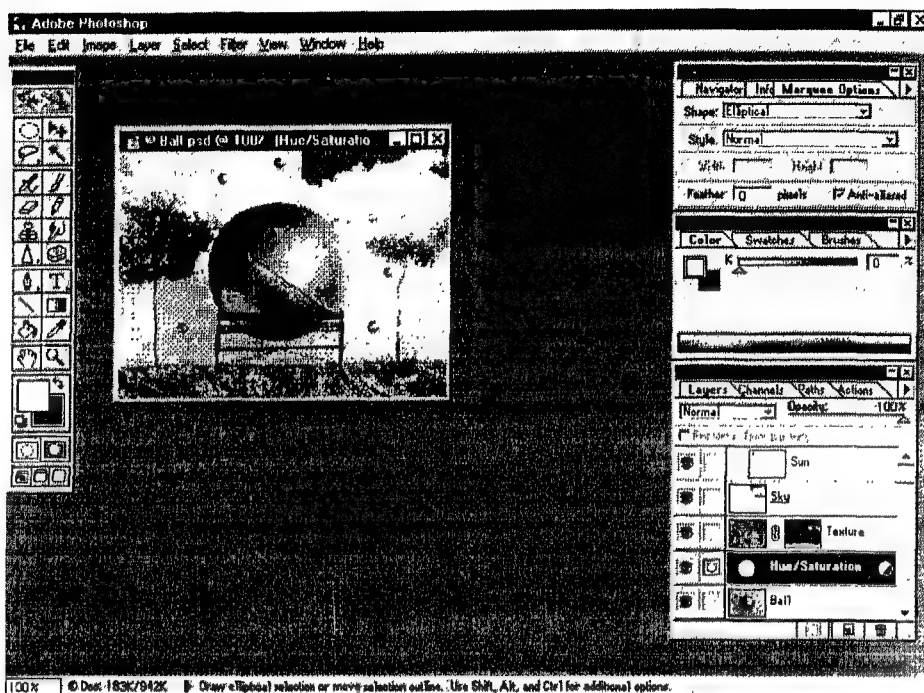 Adobe Photoshop
File Edit Image Layer Select Filter View Window Help
Navigator Info Marquee Options
Shape: Elliptical
Style: Normal
Width: Height:
Feather: 0 pixels Anti-aliased
Ball.psd @ 100% (Hue/Saturatio
Color Swatches Brushes
K 0 %
T
Layers Channels Paths Actions
Normal Opacity: 100%
Preserve Transparency
Sun
Sky
Texture
Hue/Saturation
Ball
100% Doc: 183K/942K Draw elliptical selection or move selection outline. Use Shift, Alt, and Ctrl for additional options.